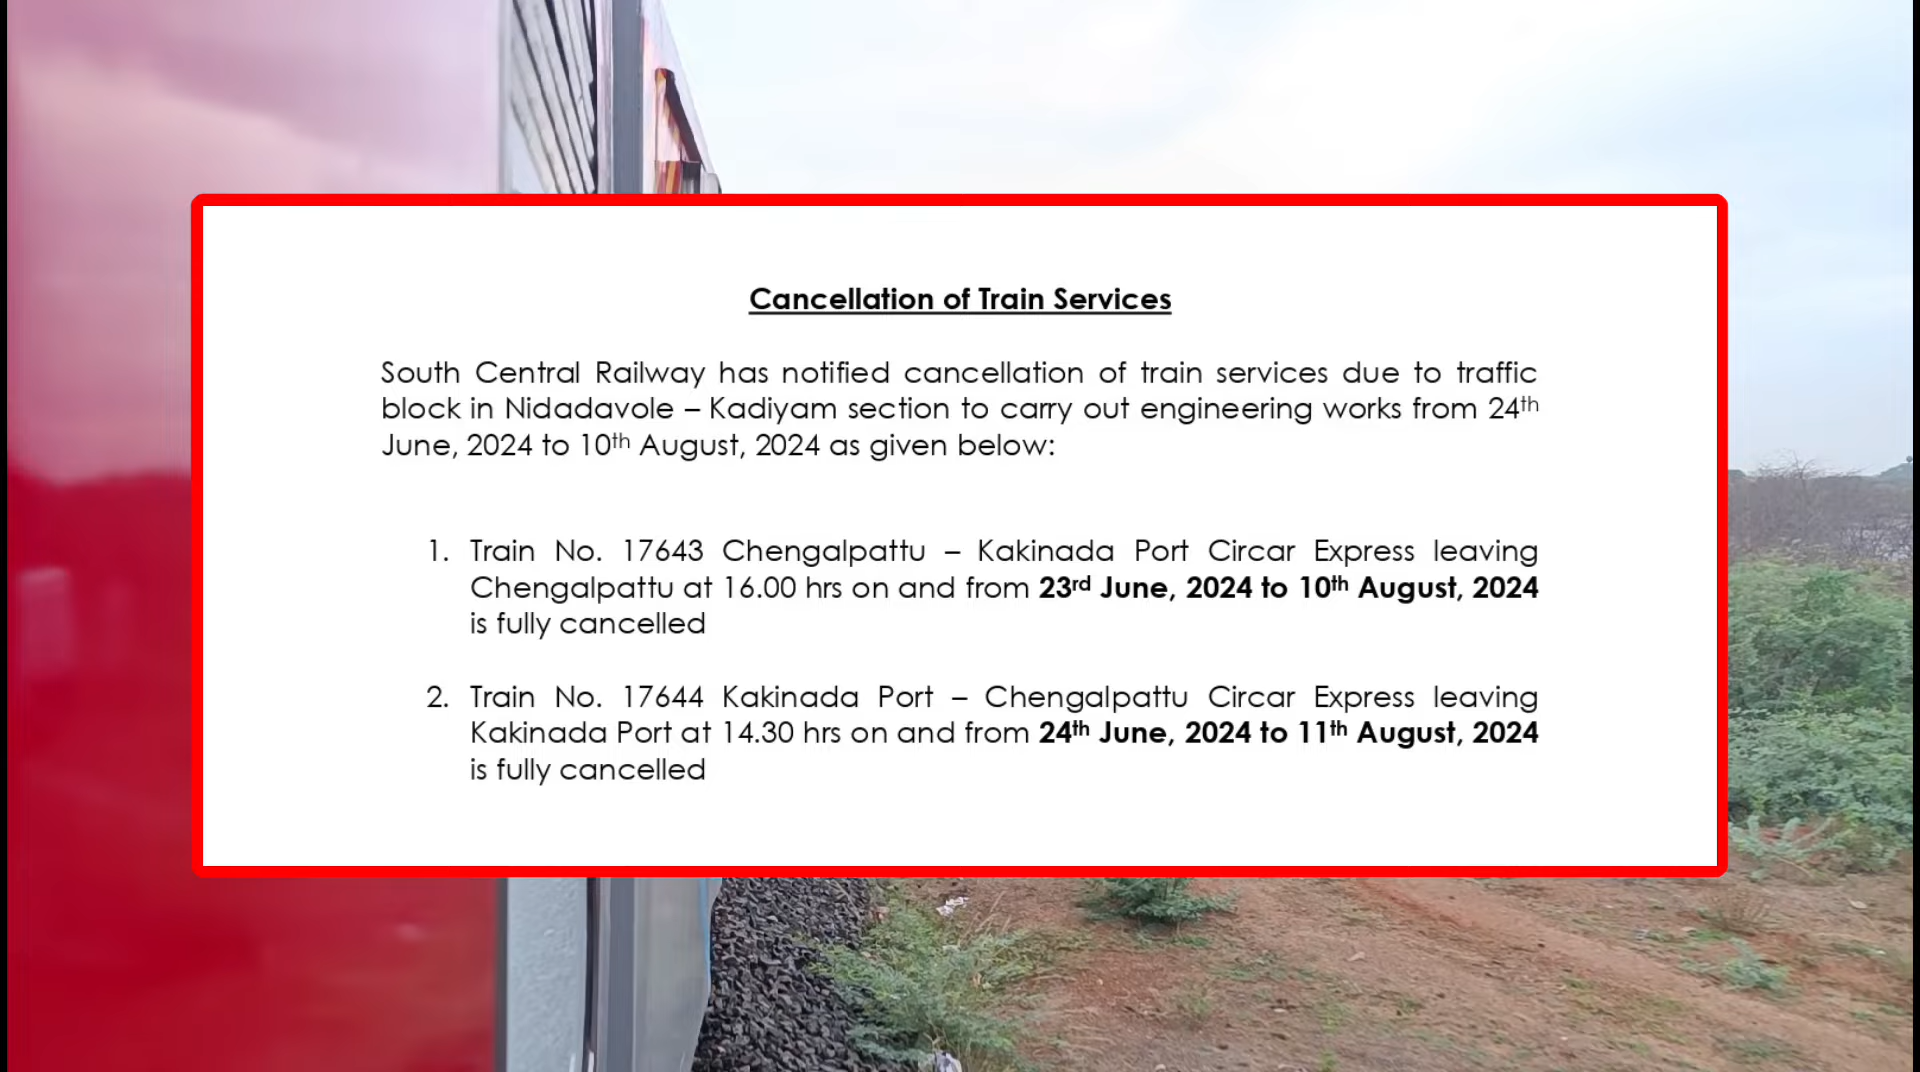 Cancellation of Train Services
South Central Railway has notified cancellation of train services due to traffic
block in Nidadavole – Kadiyam section to carry out engineering works from 24th
June, 2024 to 10th August, 2024 as given below:
1. Train No. 17643 Chengalpattu – Kakinada Port Circar Express leaving
Chengalpattu at 16.00 hrs on and from 23rd June, 2024 to 10th August, 2024
is fully cancelled
2. Train No. 17644 Kakinada Port – Chengalpattu Circar Express leaving
Kakinada Port at 14.30 hrs on and from 24th June, 2024 to 11th August, 2024
is fully cancelled